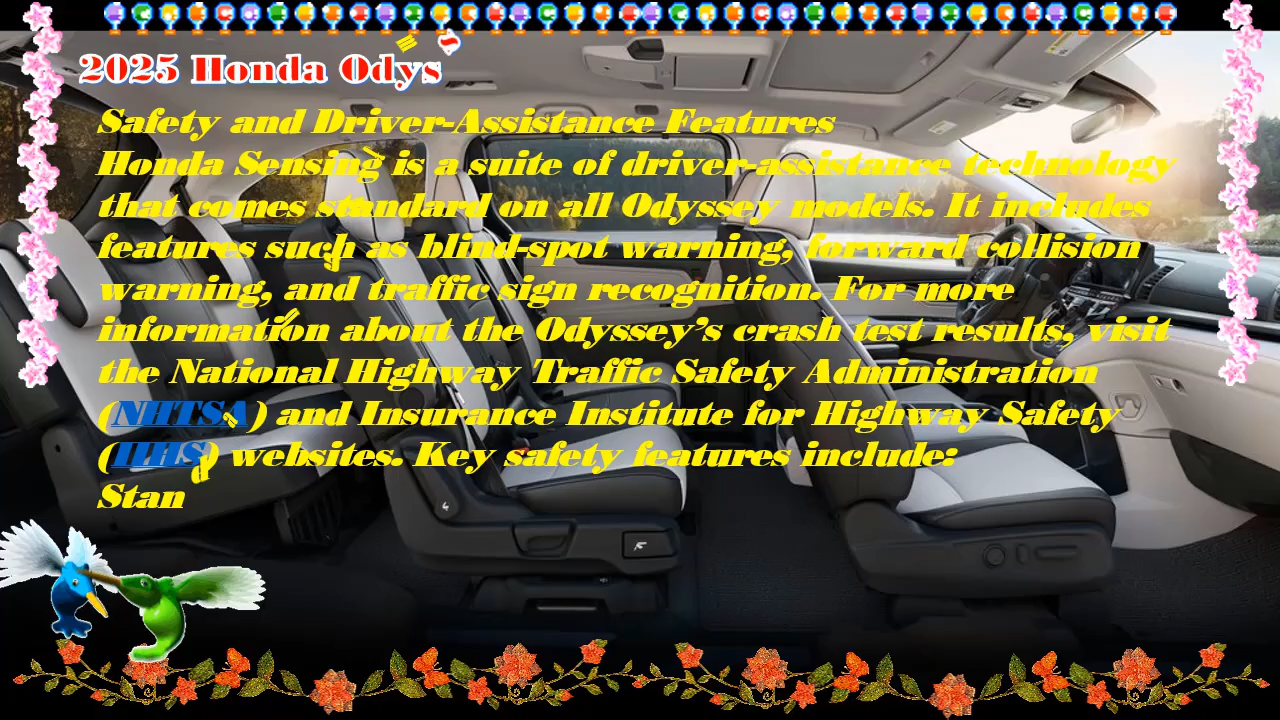 2025 Honda Odys
Safety and Driver-Assistance Features
Honda Sensing is a suite of driver-assistance technology
that comes standard on all Odyssey models. It includes
features such as blind-spot warning, forward collision
warning, and traffic sign recognition. For more
information about the Odyssey’s crash test results, visit
the National Highway Traffic Safety Administration
(NHTSA) and Insurance Institute for Highway Safety
(IIHS) websites. Key safety features include:
Stan